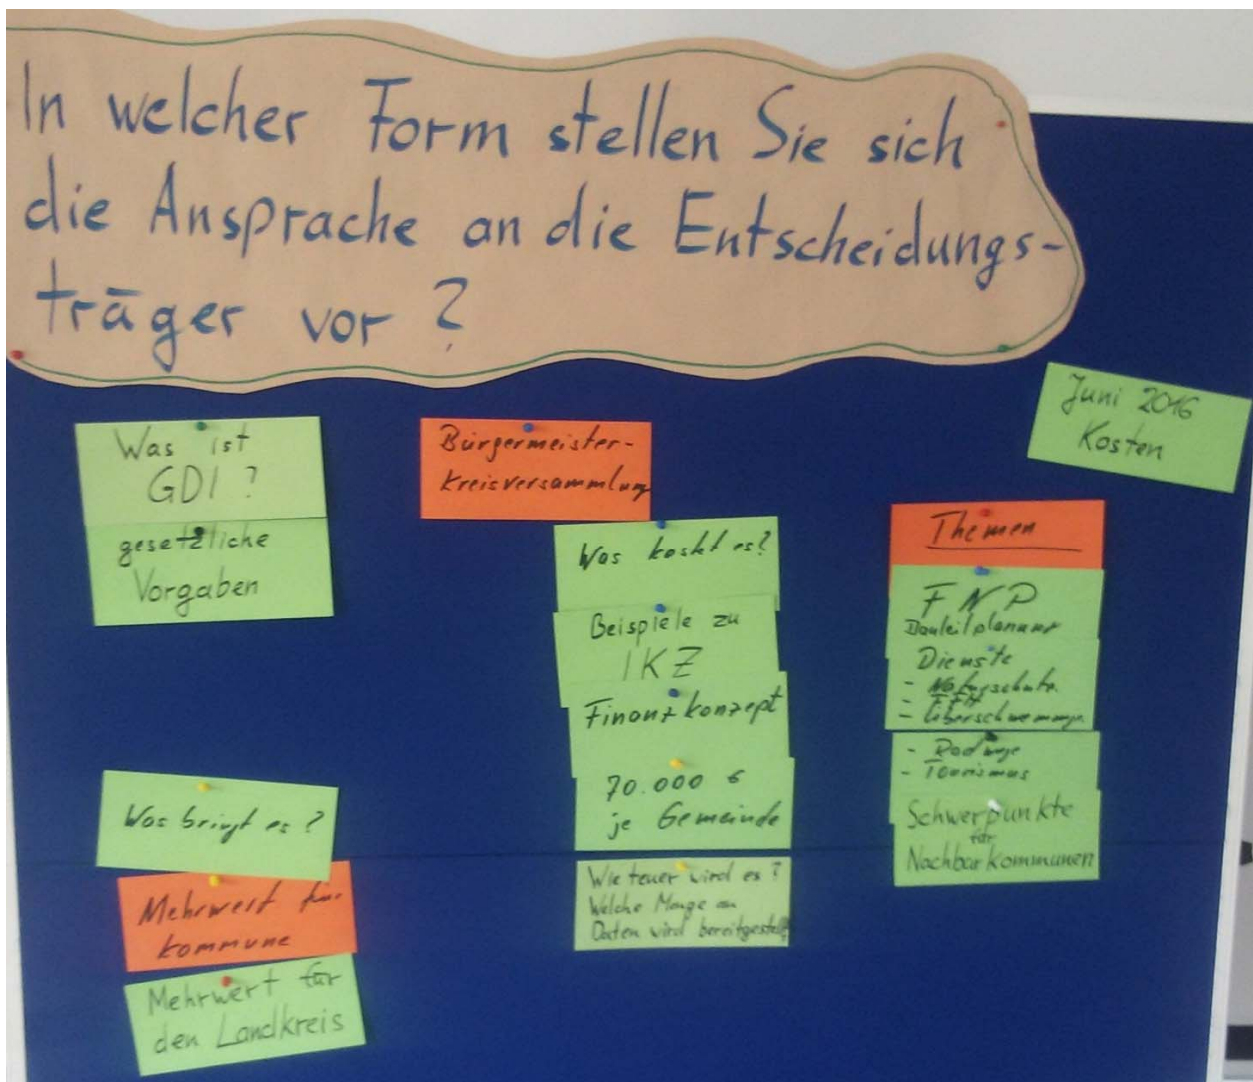 In welcher Form stellen Sie sich
die Ansprache an die Entscheidungs-
träger vor?
Juni 2016
Kosten
Was ist
GDI?
gesetzliche
Vorgaben
Was bringt es?
Mehrwert für
Kommune
Mehrwert für
den Landkreis
Bürgermeister-
Kreisversammlung
Was kostet es?
Beispiele zu
IKZ
Finanzkonzept
70.000 €
je Gemeinde
Wie teuer wird es?
Welche Menge an
Daten wird bereitgestellt?
Themen
FNP
Bauleitplanung
Dienste
- Naturschutz
- FFH
- Überschwemmung
- Radwege
- Tourismus
Schwerpunkte
für
Nachbarkommunen